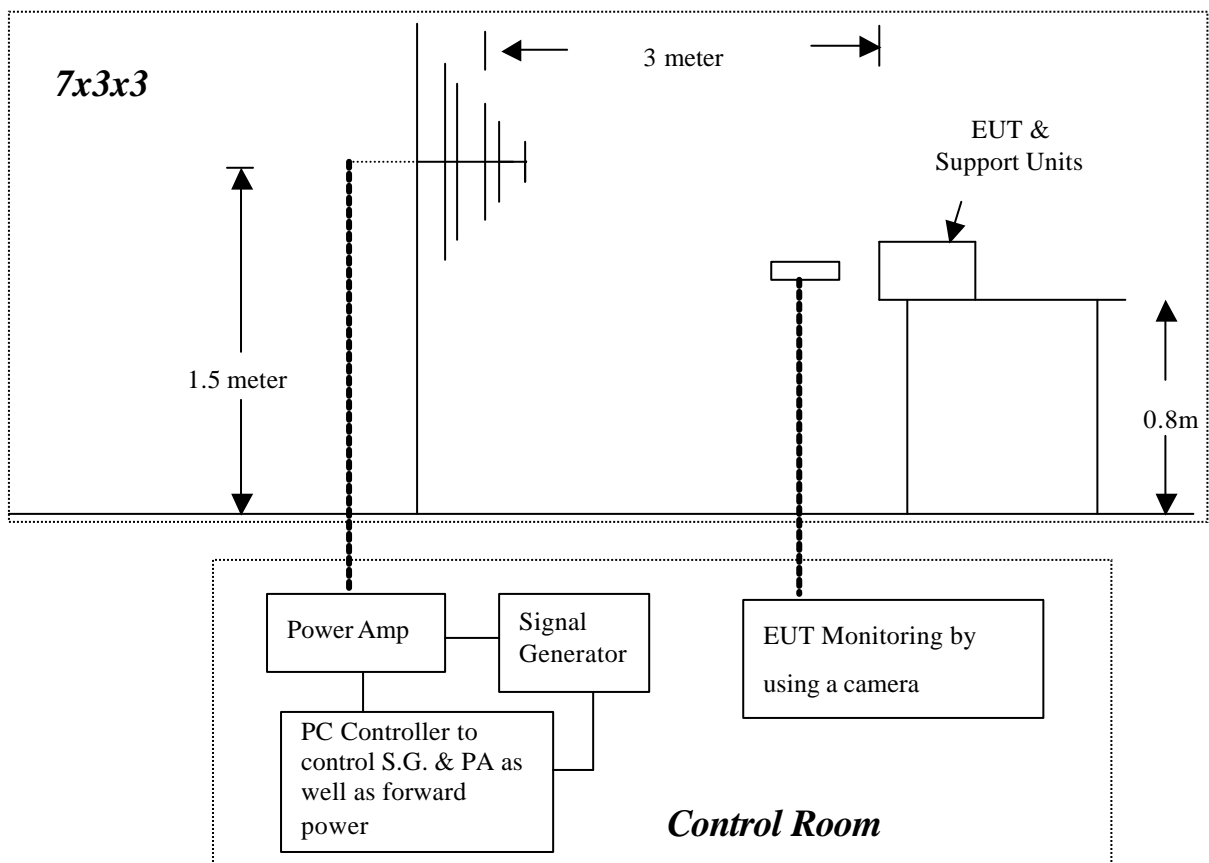 7x3x3
3 meter
EUT &
Support Units
1.5 meter
0.8m
Power Amp
Signal
Generator
EUT Monitoring by
using a camera
PC Controller to
control S.G. & PA as
well as forward
power
Control Room